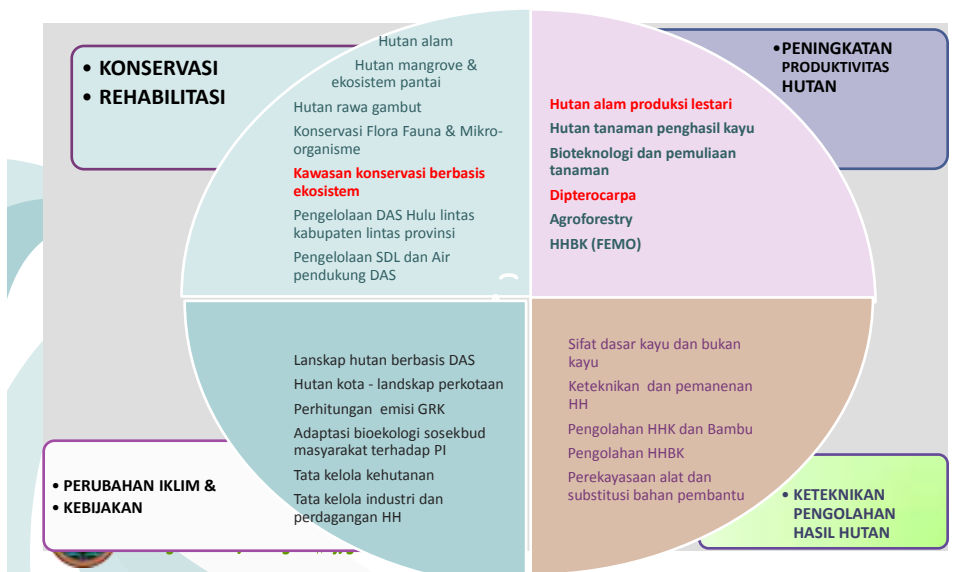 • KONSERVASI
• REHABILITASI
Hutan alam
Hutan mangrove &
ekosistem pantai
Hutan rawa gambut
Konservasi Flora Fauna & Mikro-
organisme
Kawasan konservasi berbasis
ekosistem
Pengelolaan DAS Hulu lintas
kabupaten lintas provinsi
Pengelolaan SDL dan Air
pendukung DAS
•PENINGKATAN
PRODUKTIVITAS
HUTAN
Hutan alam produksi lestari
Hutan tanaman penghasil kayu
Bioteknologi dan pemuliaan
tanaman
Dipterocarpa
Agroforestry
HHBK (FEMO)
Lanskap hutan berbasis DAS
Hutan kota - landskap perkotaan
Perhitungan emisi GRK
Adaptasi bioekologi sosekbud
masyarakat terhadap PI
Tata kelola kehutanan
Tata kelola industri dan
perdagangan HH
• PERUBAHAN IKLIM &
• KEBIJAKAN
Sifat dasar kayu dan bukan
kayu
Keteknikan dan pemanenan
HH
Pengolahan HHK dan Bambu
Pengolahan HHBK
Perekayasaan alat dan
substitusi bahan pembantu
• KETEKNIKAN
PENGOLAHAN
HASIL HUTAN